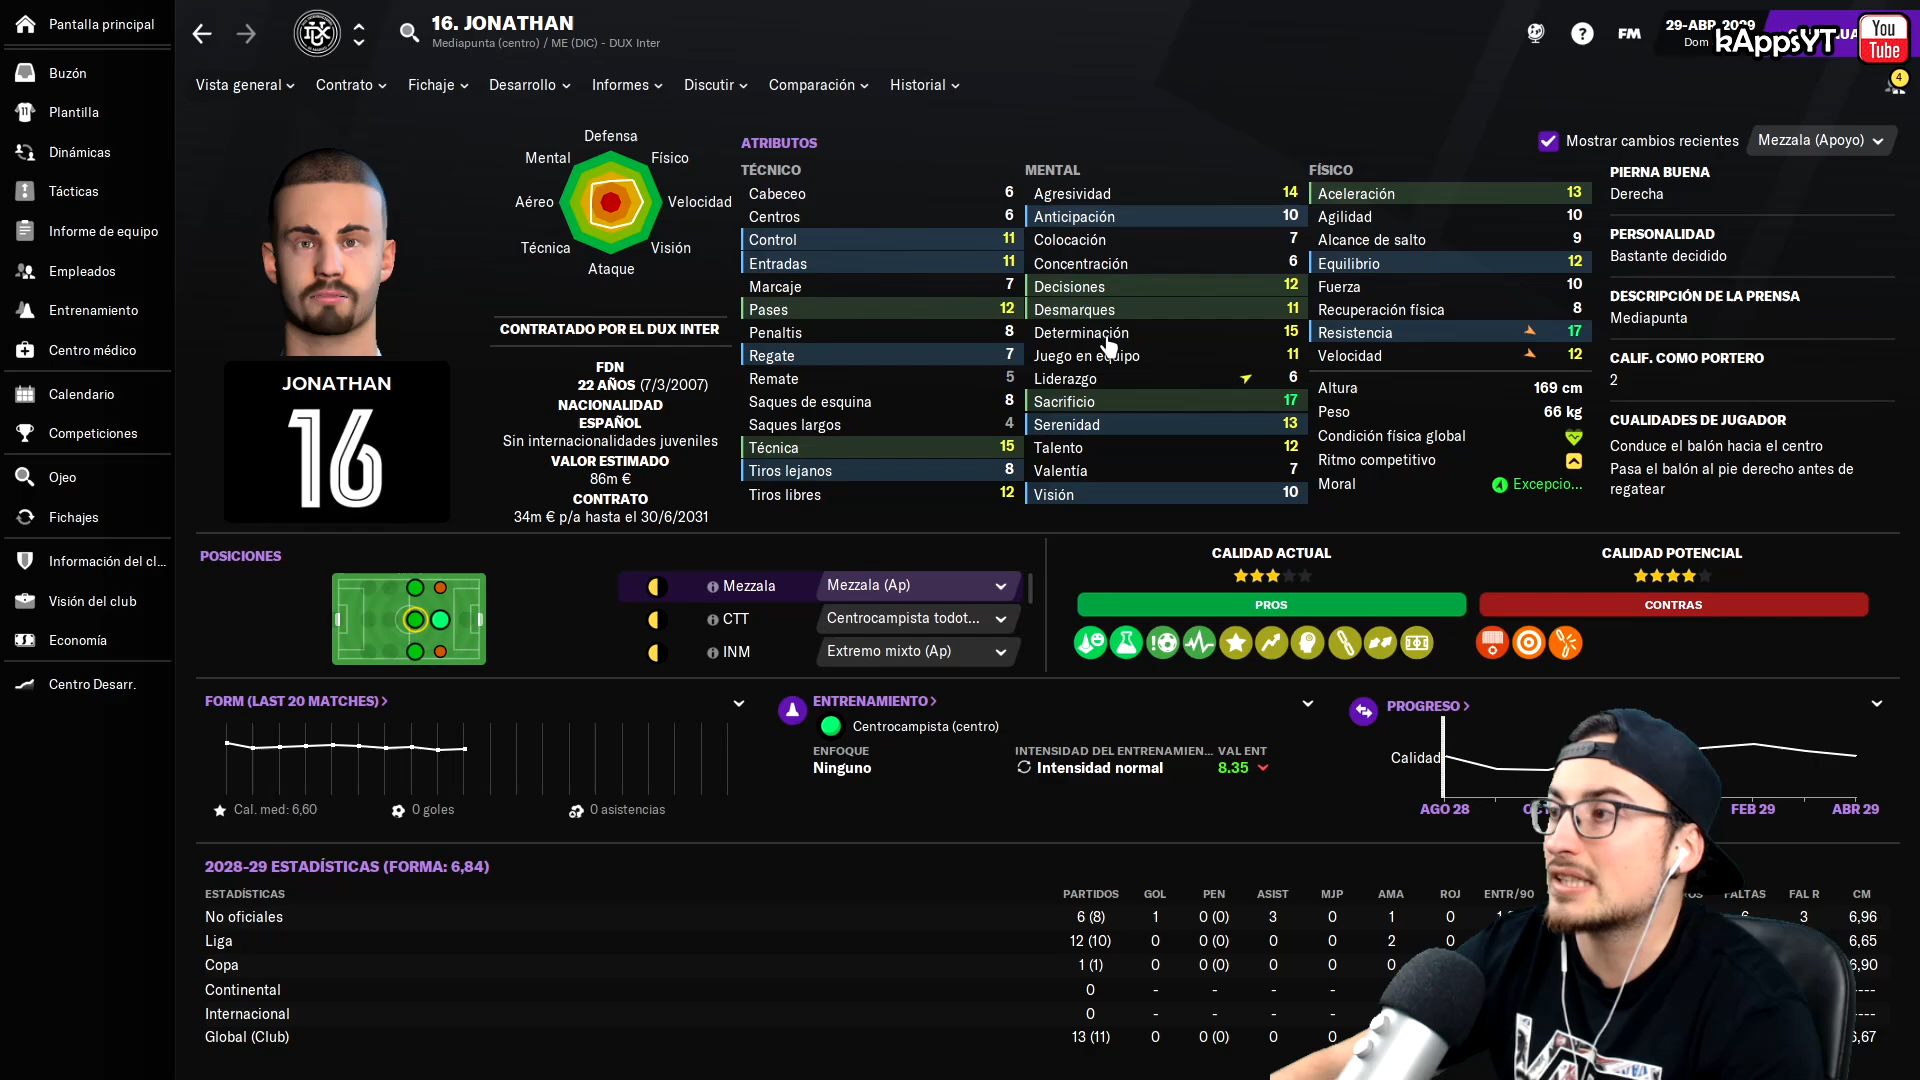 Pantalla principal
Buzón
Plantilla
Dinámicas
Tácticas
Informe de equipo
Empleados
Entrenamiento
Centro médico
Calendario
Competiciones
Ojeo
Fichajes
Información del cl...
Visión del club
Economía
Centro Desarr.
16. JONATHAN
Mediapunta (centro) / ME (DIC) - DUX Inter
DUX
? FM
29-ABR 2029
Dom
kAppsYT
You Tube
4
Vista general Contrato Fichaje Desarrollo Informes Discutir Comparación Historial
JONATHAN
16
Defensa
Mental Físico
Aéreo Velocidad
Técnica Visión
Ataque
CONTRATADO POR EL DUX INTER
FDN
22 AÑOS (7/3/2007)
NACIONALIDAD
ESPAÑOL
Sin internacionalidades juveniles
VALOR ESTIMADO
86m €
CONTRATO
34m € p/a hasta el 30/6/2031
ATRIBUTOS
Mostrar cambios recientes Mezzala (Apoyo)
TÉCNICO
Cabeceo 6
Centros 6
Control 11
Entradas 11
Marcaje 7
Pases 12
Penaltis 8
Regate 7
Remate 5
Saques de esquina 8
Saques largos 4
Técnica 15
Tiros lejanos 8
Tiros libres 12
MENTAL
Agresividad 14
Anticipación 10
Colocación 7
Concentración 6
Decisiones 12
Desmarques 11
Determinación 15
Juego en equipo 11
Liderazgo 6
Sacrificio 17
Serenidad 13
Talento 12
Valentía 7
Visión 10
FÍSICO
Aceleración 13
Agilidad 10
Alcance de salto 9
Equilibrio 12
Fuerza 10
Recuperación física 8
Resistencia 17
Velocidad 12
Altura 169 cm
Peso 66 kg
Condición física global
Ritmo competitivo
Moral Excepcio...
PIERNA BUENA
Derecha
PERSONALIDAD
Bastante decidido
DESCRIPCIÓN DE LA PRENSA
Mediapunta
CALIF. COMO PORTERO
2
CUALIDADES DE JUGADOR
Conduce el balón hacia el centro
Pasa el balón al pie derecho antes de
regatear
POSICIONES
Mezzala Mezzala (Ap)
CTT Centrocampista todot...
INM Extremo mixto (Ap)
CALIDAD ACTUAL
PROS
CALIDAD POTENCIAL
CONTRAS
FORM (LAST 20 MATCHES)
Cal. med: 6,60 0 goles 0 asistencias
ENTRENAMIENTO
Centrocampista (centro)
ENFOQUE INTENSIDAD DEL ENTRENAMIEN... VAL ENT
Ninguno Intensidad normal 8.35
PROGRESO
Calidad
AGO 28 FEB 29 ABR 29
2028-29 ESTADÍSTICAS (FORMA: 6,84)
ESTADÍSTICAS PARTIDOS GOL PEN ASIST MJP AMA ROJ ENTR/90 FALTAS FAL R CM
No oficiales 6 (8) 1 0 (0) 3 0 1 0 3 6,96
Liga 12 (10) 0 0 (0) 0 0 2 0 6,65
Copa 1 (1) 0 0 (0) 0 0 0 6,90
Continental 0 - - - - ----
Internacional 0 - - - - ----
Global (Club) 13 (11) 0 0 (0) 0 0 6,67